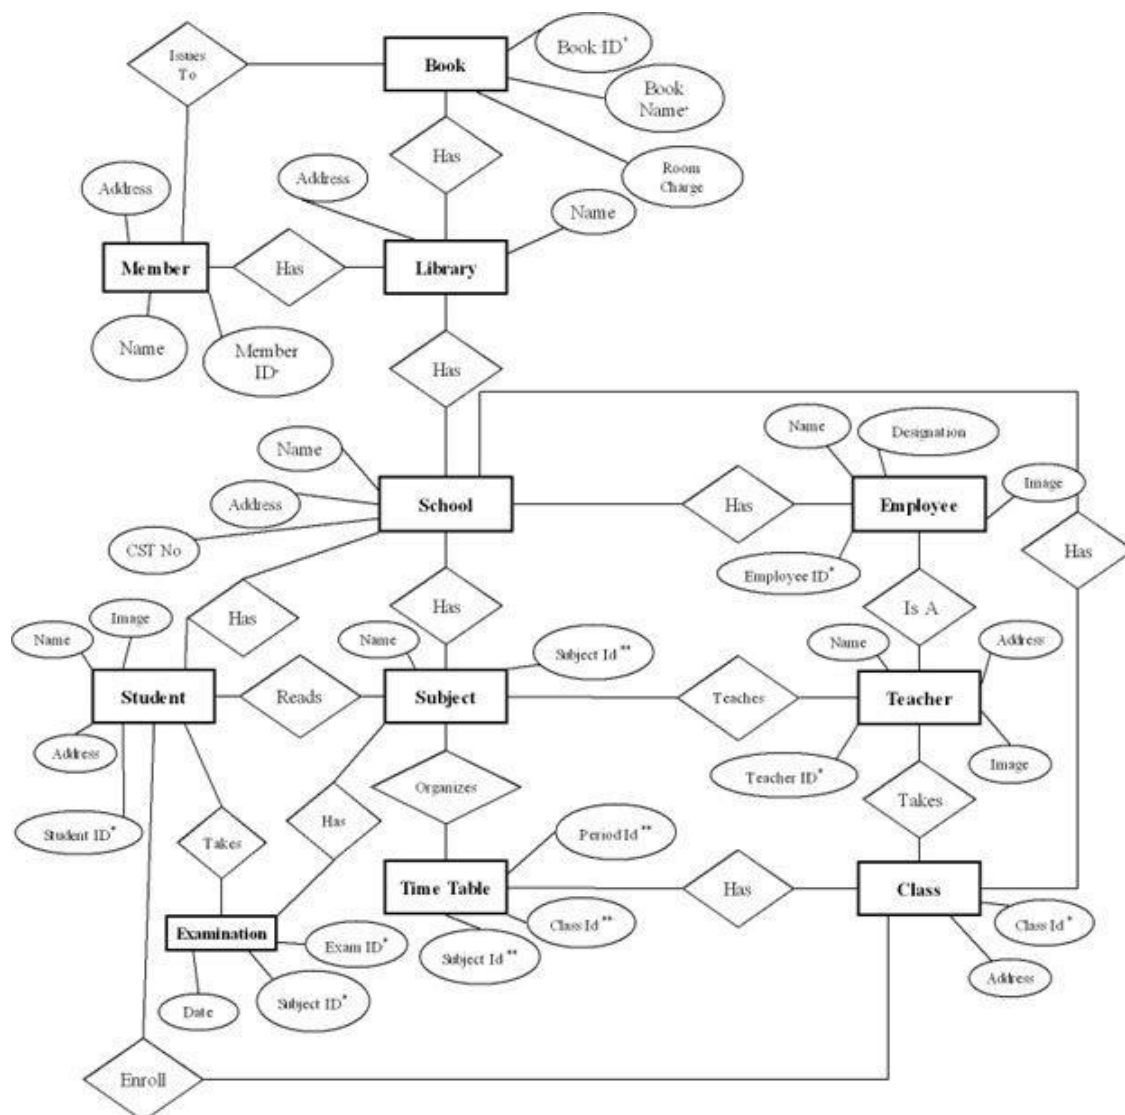 Issues
To
Book
Book ID*
Book
Name*
Has
Room
Charge
Address
Address
Name
Member
Has
Library
Name
Member
ID*
Has
Name
Address
CST No
School
Has
Name
Designation
Employee
Image
Employee ID*
Has
Has
Has
Is A
Name
Image
Name
Subject Id **
Name
Address
Student
Reads
Subject
Teaches
Teacher
Address
Teacher ID*
Image
Student ID*
Takes
Has
Organizes
Takes
Period Id **
Time Table
Has
Class
Examination
Exam ID*
Class Id **
Class Id *
Subject Id **
Address
Date
Subject ID*
Enroll